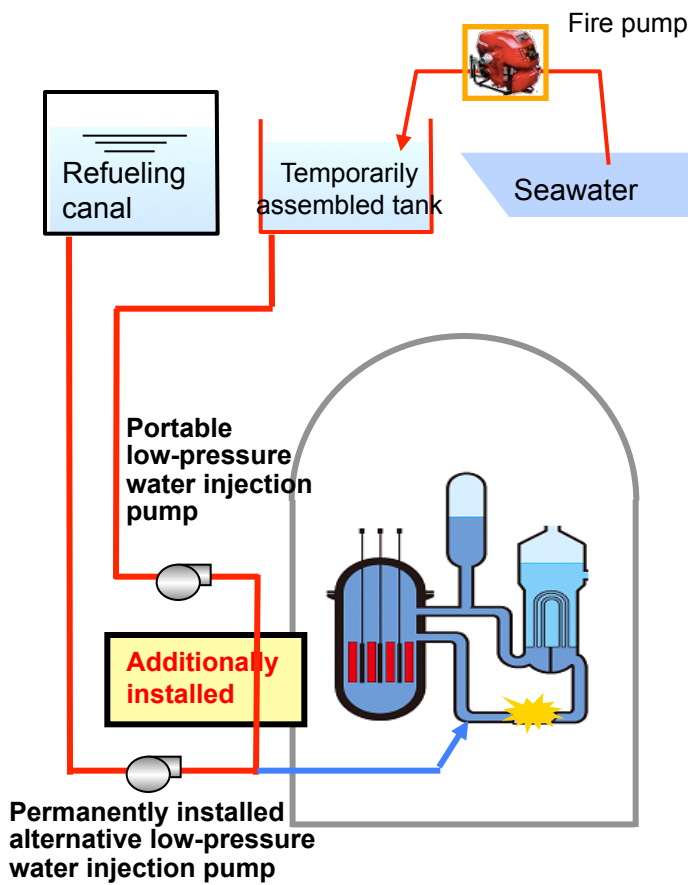 Fire pump
Refueling
canal
Temporarily
assembled tank
Seawater
Portable
low-pressure
water injection
pump
Additionally
installed
Permanently installed
alternative low-pressure
water injection pump